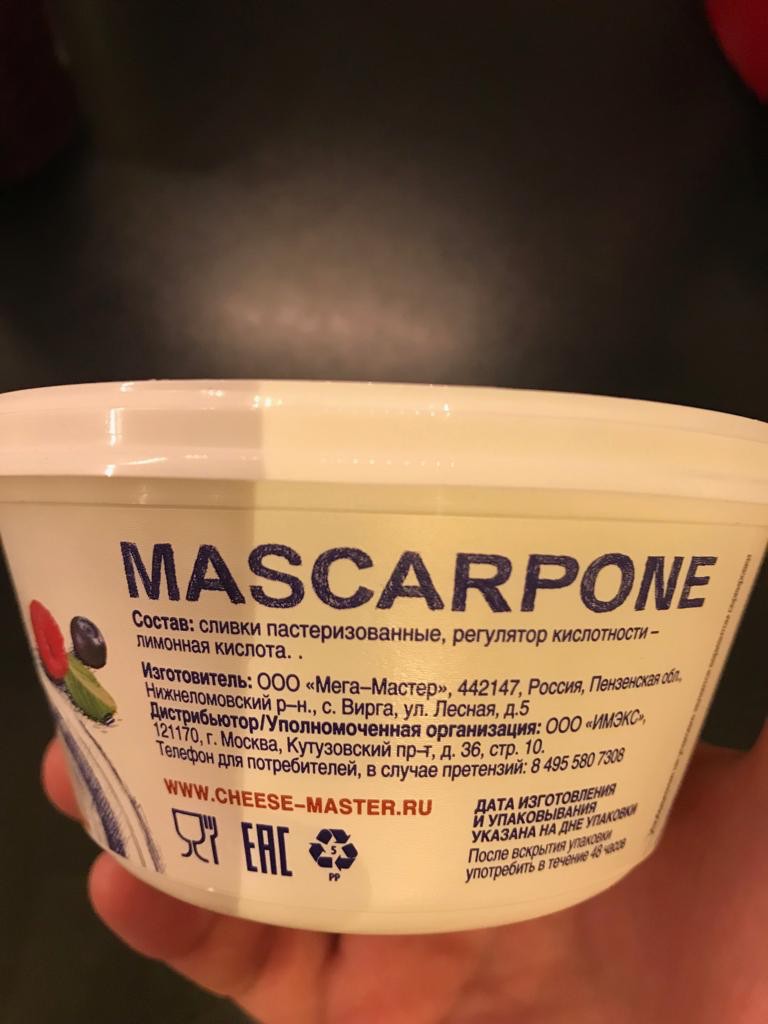 MASCARPONE
Состав: сливки пастеризованные, регулятор кислотности –
лимонная кислота. .
Изготовитель: ООО «Мега–Мастер», 442147, Россия, Пензенская обл.,
Нижнеломовский р–н., с. Вирга, ул. Лесная, д.5
Дистрибьютор/Уполномоченная организация: ООО «ИМЭКС»,
121170, г. Москва, Кутузовский пр–т, д. 36, стр. 10.
Телефон для потребителей, в случае претензий: 8 495 580 7308
WWW.CHEESE–MASTER.RU
ДАТА ИЗГОТОВЛЕНИЯ
И УПАКОВЫВАНИЯ
УКАЗАНА НА ДНЕ УПАКОВКИ
После вскрытия упаковки
употребить в течение 48 часов
EAC
5
PP